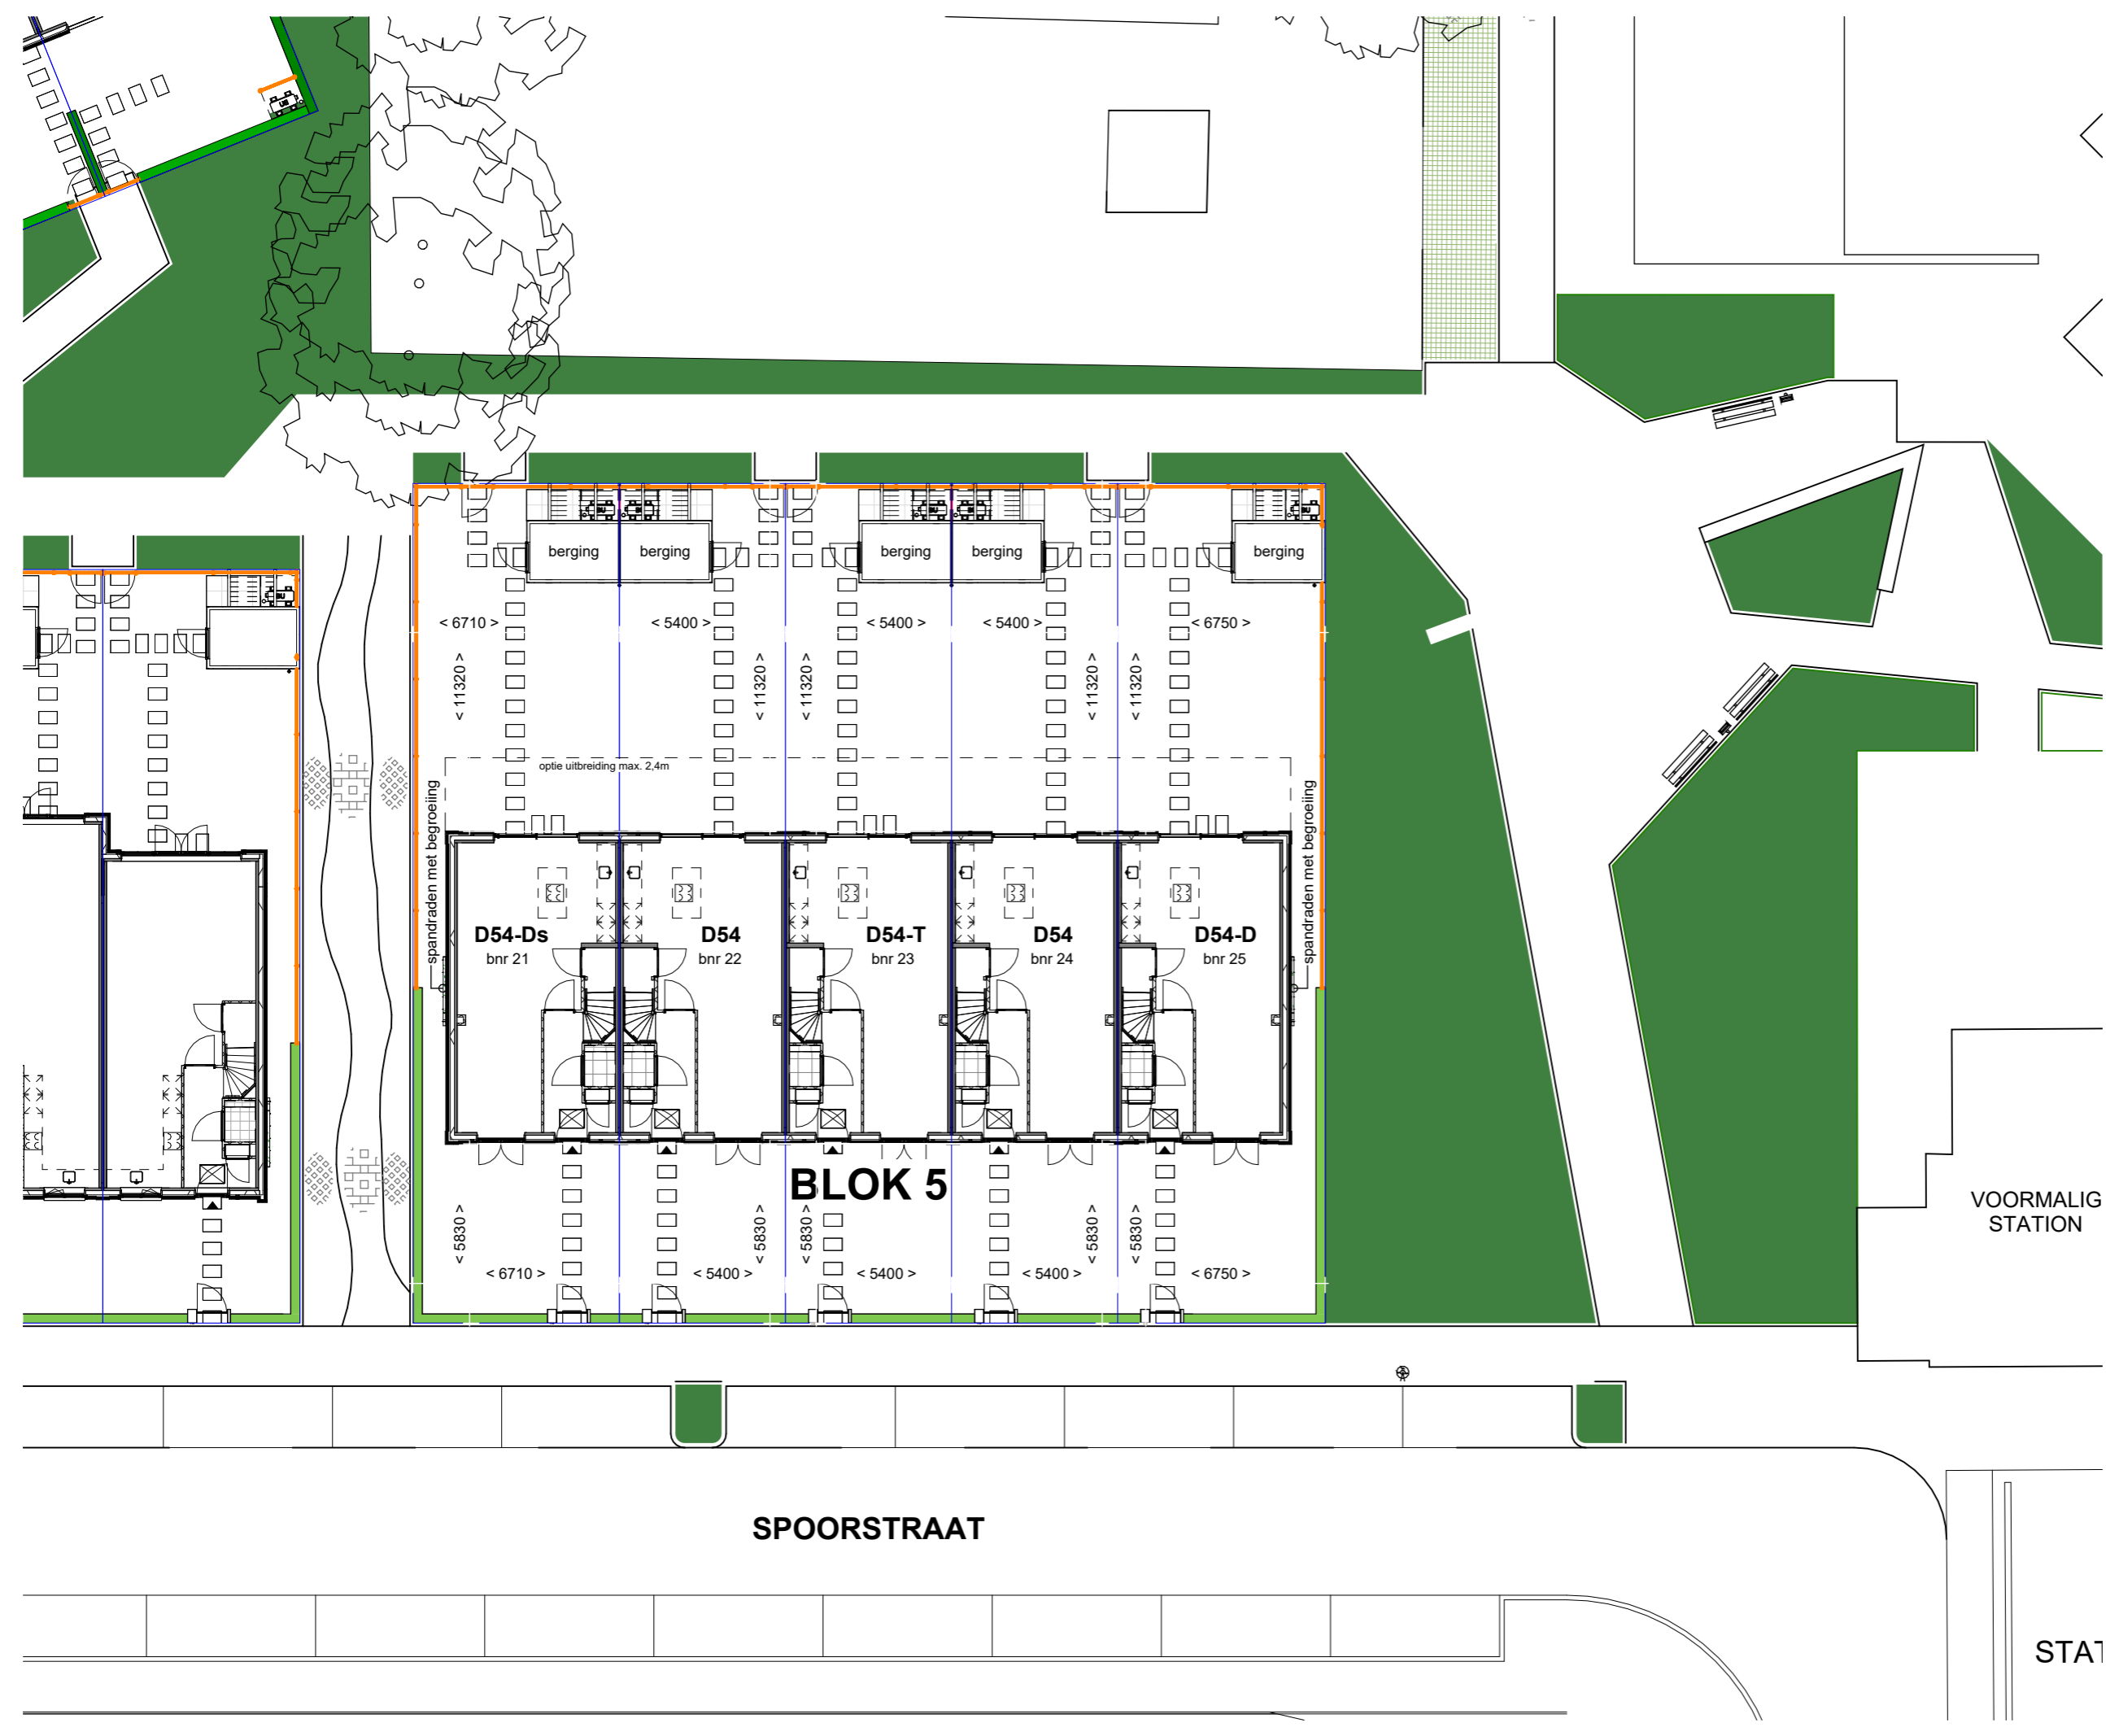 berging
berging
berging
berging
berging
< 6710 >
< 5400 >
< 5400 >
< 5400 >
< 6750 >
< 11320 >
< 11320 >
< 11320 >
< 11320 >
< 11320 >
optie uitbreiding max. 2,4m
spandraden met begroeiing
spandraden met begroeiing
D54-Ds
bnr 21
D54
bnr 22
D54-T
bnr 23
D54
bnr 24
D54-D
bnr 25
BLOK 5
< 5830 >
< 5830 >
< 5830 >
< 5830 >
< 5830 >
< 6710 >
< 5400 >
< 5400 >
< 5400 >
< 6750 >
VOORMALIG
STATION
SPOORSTRAAT
STAT